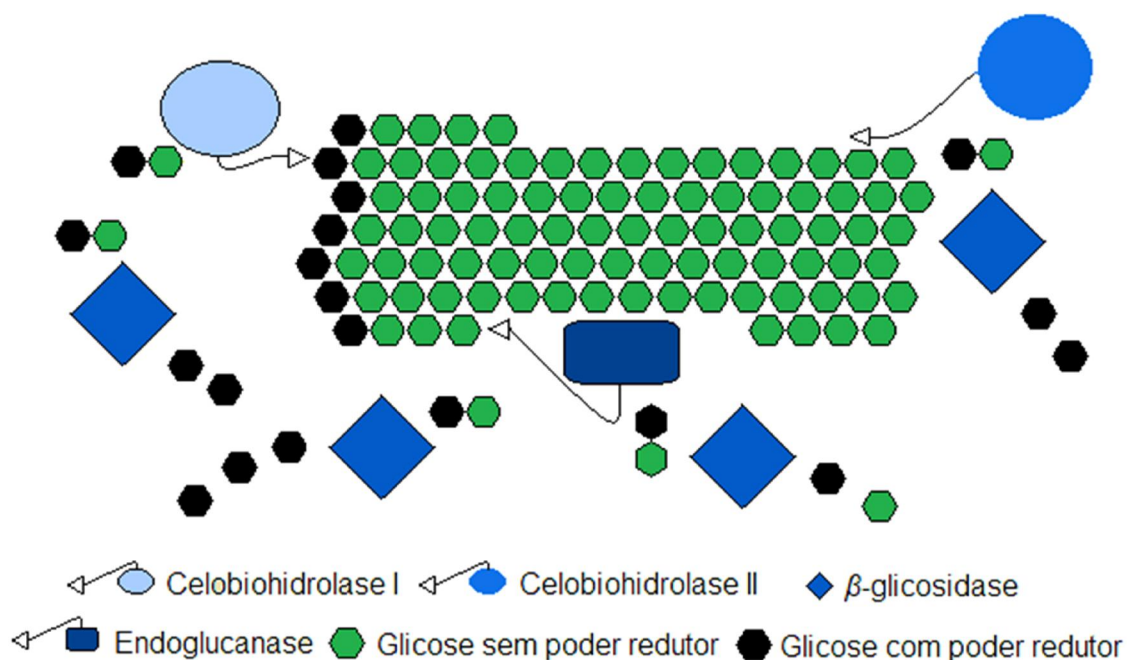 Celobiohidrolase I Celobiohidrolase II β-glicosidase
Endoglucanase Glicose sem poder redutor Glicose com poder redutor